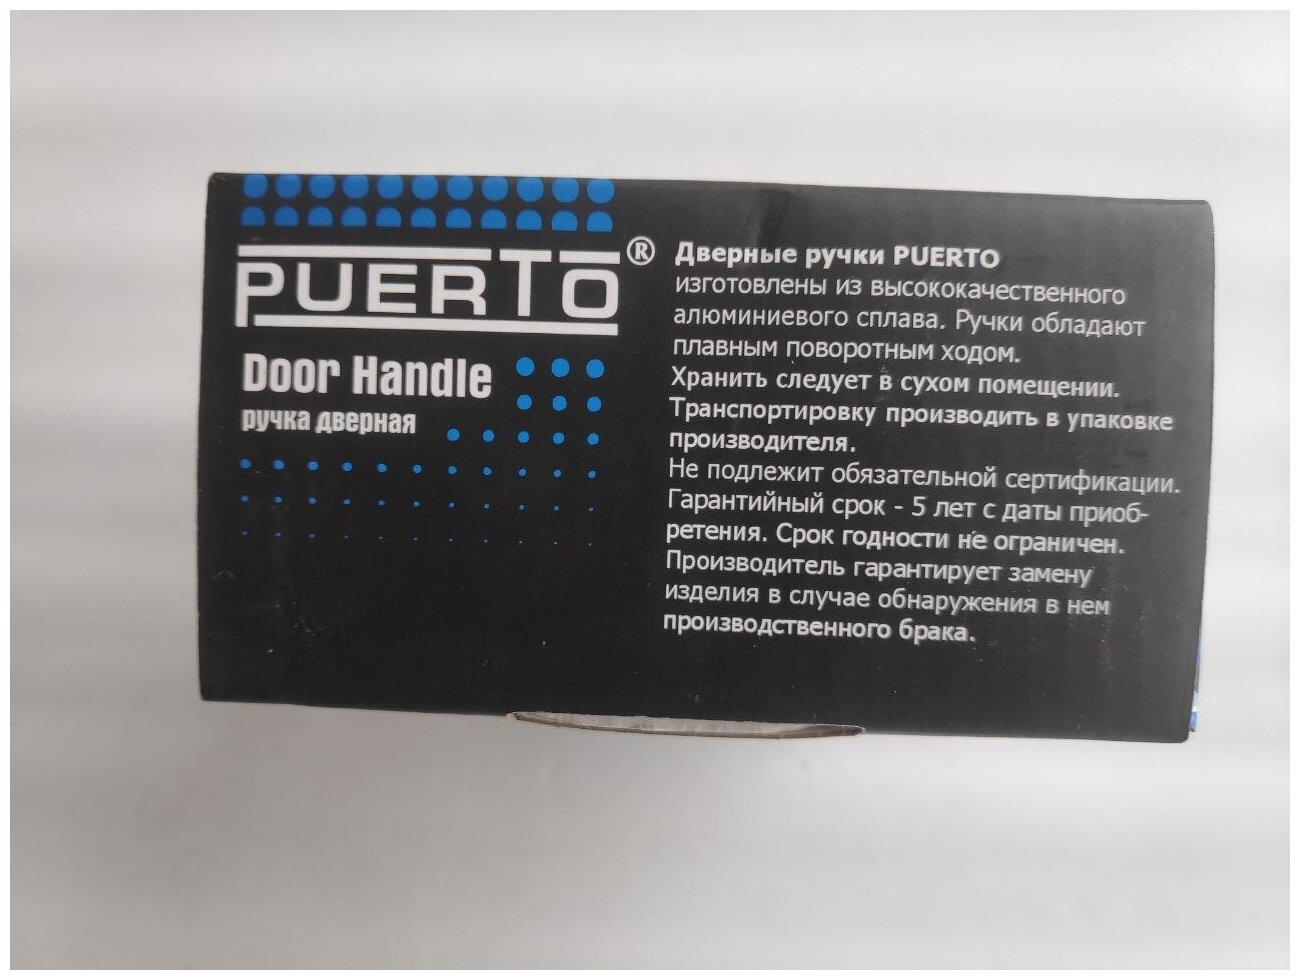 PUERTO®
Door Handle
ручка дверная
Дверные ручки PUERTO
изготовлены из высококачественного
алюминиевого сплава. Ручки обладают
плавным поворотным ходом.
Хранить следует в сухом помещении.
Транспортировку производить в упаковке
производителя.
Не подлежит обязательной сертификации.
Гарантийный срок - 5 лет с даты приоб-
ретения. Срок годности не ограничен.
Производитель гарантирует замену
изделия в случае обнаружения в нем
производственного брака.